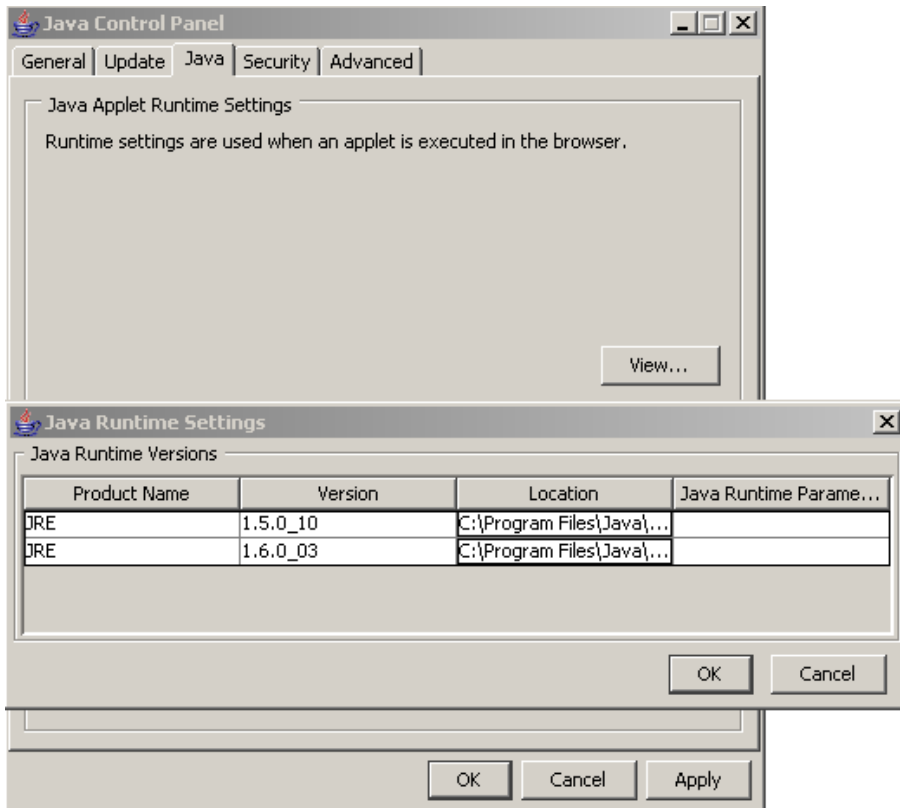 Java Control Panel
General Update Java Security Advanced
Java Applet Runtime Settings
Runtime settings are used when an applet is executed in the browser.
View...
Java Runtime Settings
Java Runtime Versions
Product Name Version Location Java Runtime Parame...
JRE 1.5.0_10 C:\Program Files\Java\...
JRE 1.6.0_03 C:\Program Files\Java\...
OK Cancel
OK Cancel Apply